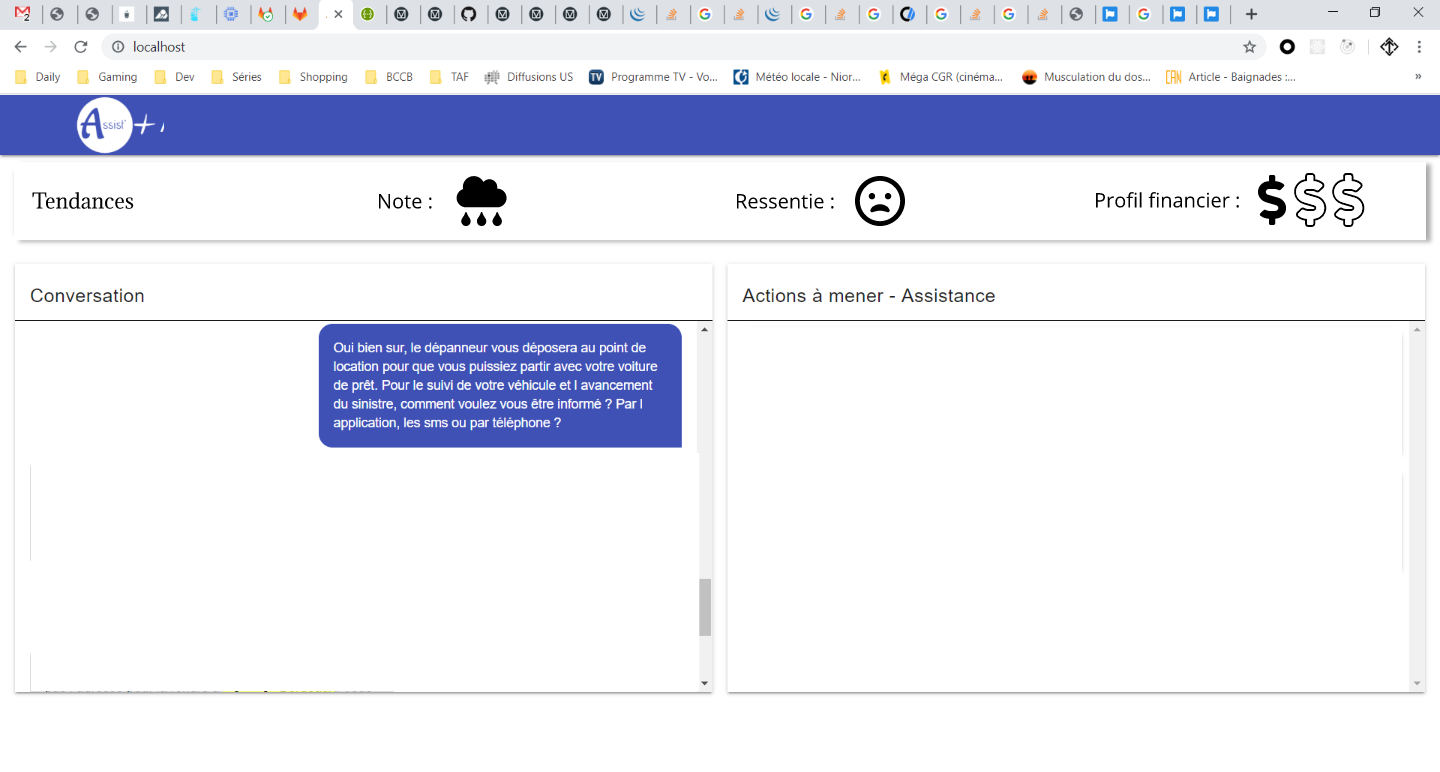 localhost
Daily
Gaming
Dev
Séries
Shopping
BCCB
TAF
Diffusions US
TV
Programme TV - Vo...
Météo locale - Nior...
Méga CGR (cinéma...
Musculation du dos...
CAN
Article - Baignades :...
»
Assist' +
Tendances
Note :
Ressentie :
Profil financier :
$$$
Conversation
Actions à mener - Assistance
Oui bien sur, le dépanneur vous déposera au point de
location pour que vous puissiez partir avec votre voiture
de prêt. Pour le suivi de votre véhicule et l avancement
du sinistre, comment voulez vous être informé ? Par l
application, les sms ou par téléphone ?